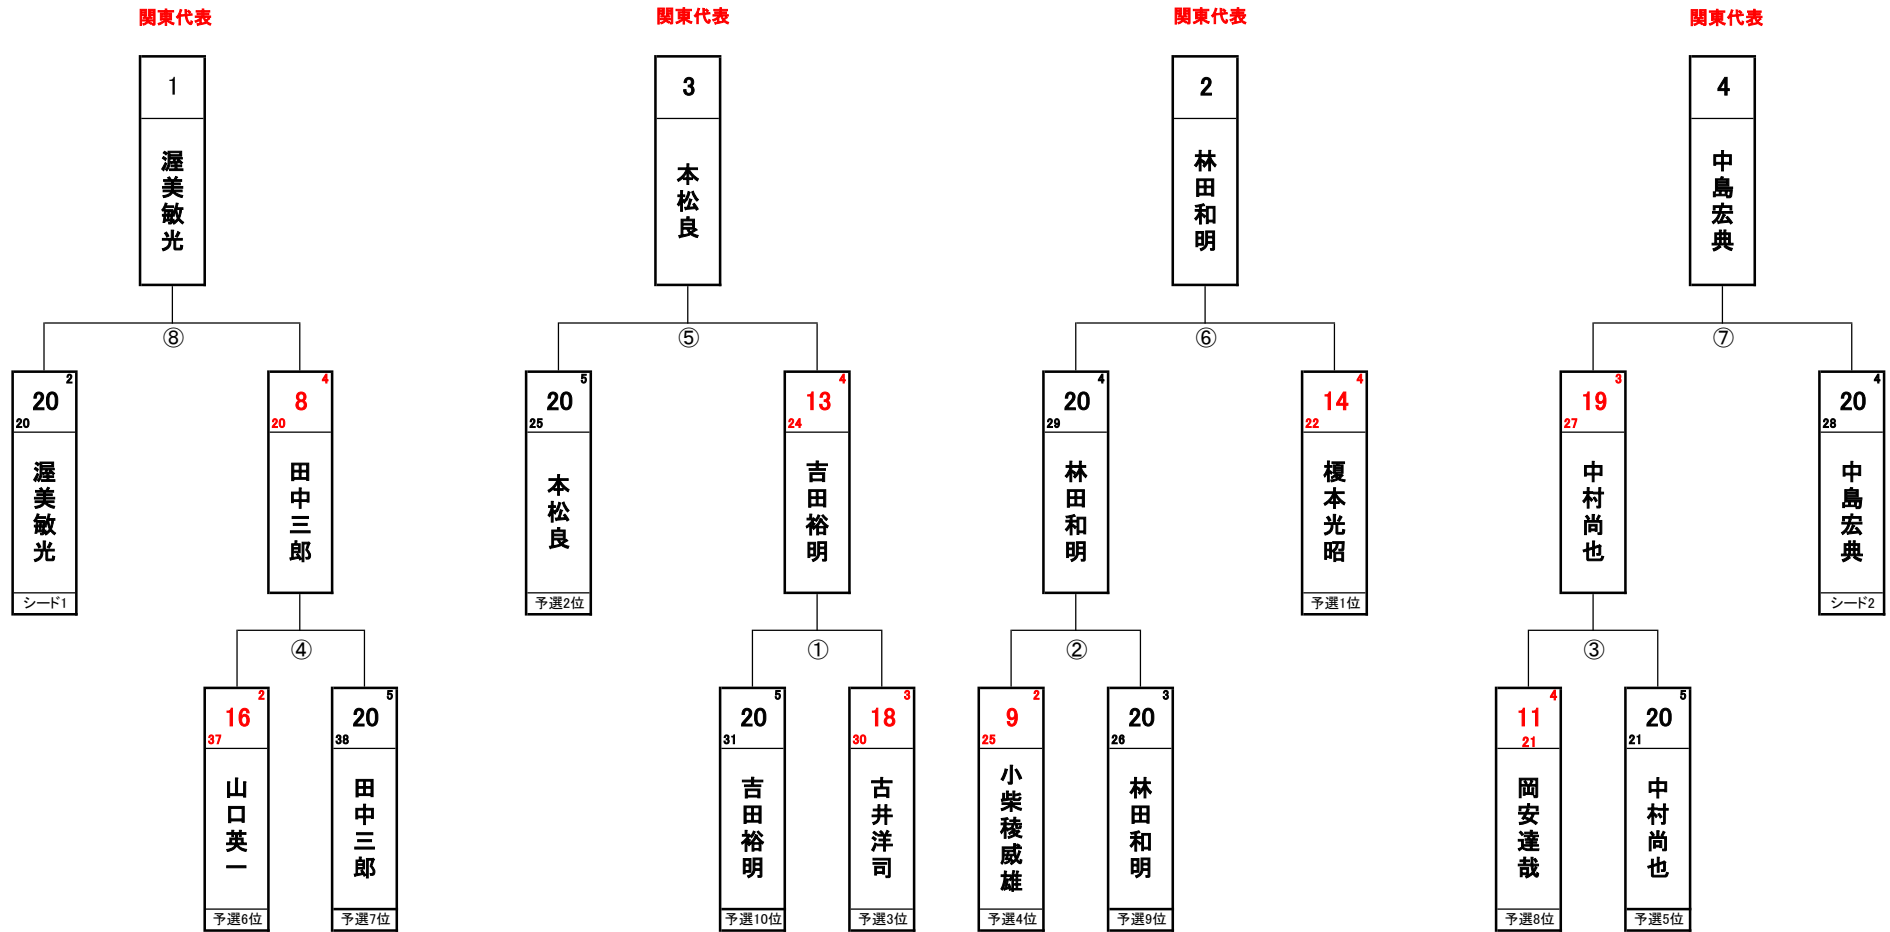 関東代表
関東代表
関東代表
関東代表
1
3
2
4
渥美敏光
本松良
林田和明
中島宏典
⑧
⑤
⑥
⑦
2
20
20
渥美敏光
シード1
4
8
20
田中三郎
5
20
25
本松良
予選2位
4
13
24
吉田裕明
4
20
29
林田和明
4
14
22
榎本光昭
予選1位
3
19
27
中村尚也
4
20
28
中島宏典
シード2
④
①
②
③
2
16
37
山口英一
予選6位
5
20
38
田中三郎
予選7位
5
20
31
吉田裕明
予選10位
3
18
30
古井洋司
予選3位
2
9
25
小柴稜威雄
予選4位
3
20
26
林田和明
予選9位
4
11
21
岡安達哉
予選8位
5
20
21
中村尚也
予選5位